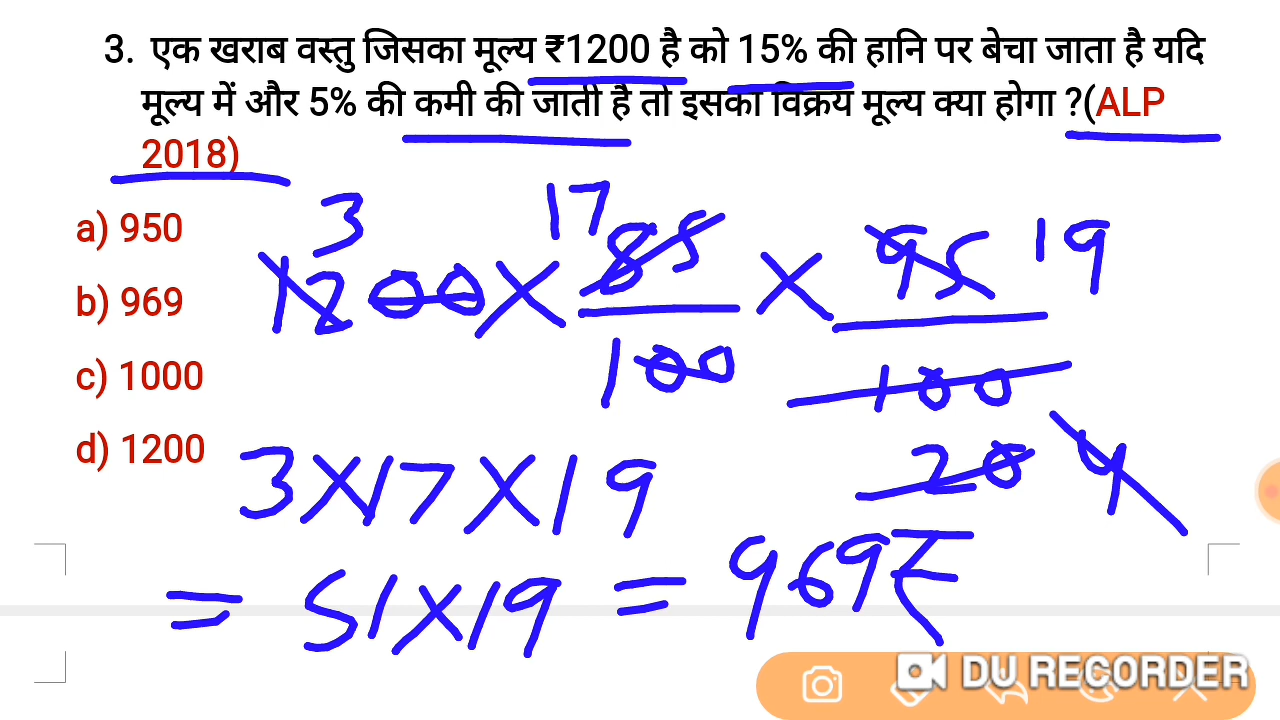 3. एक खराब वस्तु जिसका मूल्य ₹1200 है को 15% की हानि पर बेचा जाता है यदि
मूल्य में और 5% की कमी की जाती है तो इसका विक्रय मूल्य क्या होगा ?(ALP
2018)
a) 950
b) 969
c) 1000
d) 1200
3 17 19
1200 × 85 × 95
100 100
20 4
3×17×19
= 51×19 = 969₹
DU RECORDER